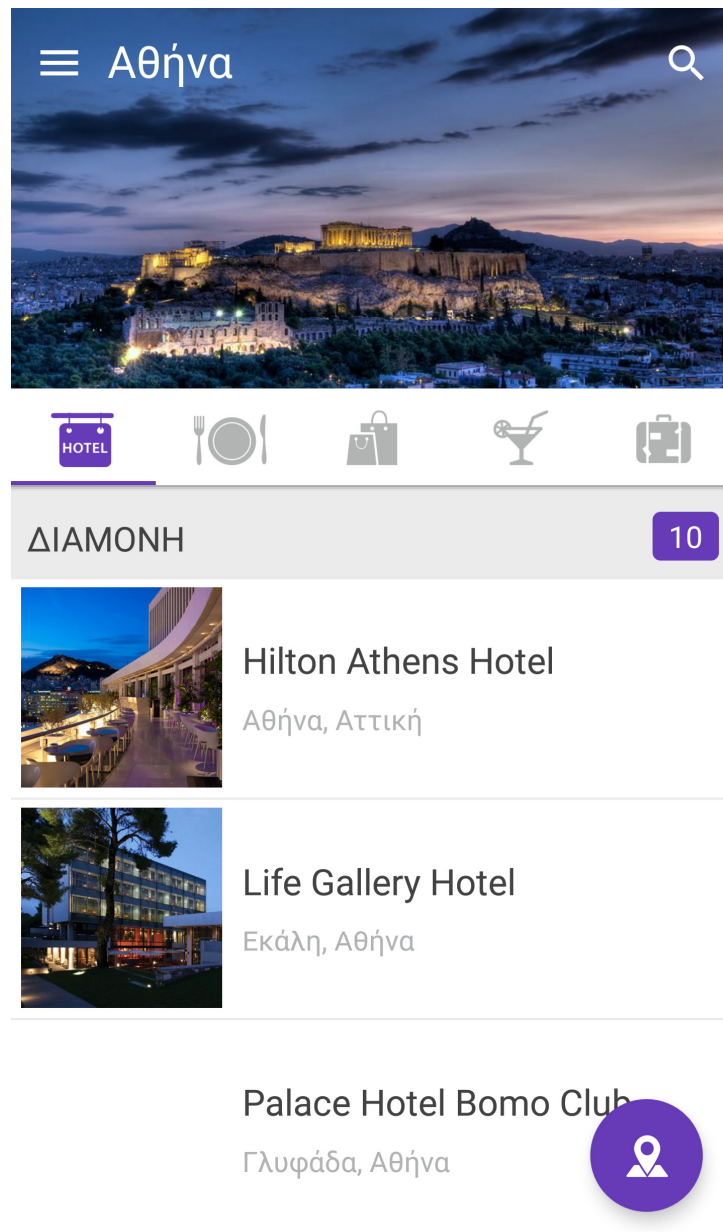 Αθήνα
HOTEL
ΔΙΑΜΟΝΗ
10
Hilton Athens Hotel
Αθήνα, Αττική
Life Gallery Hotel
Εκάλη, Αθήνα
Palace Hotel Bomo Club
Γλυφάδα, Αθήνα